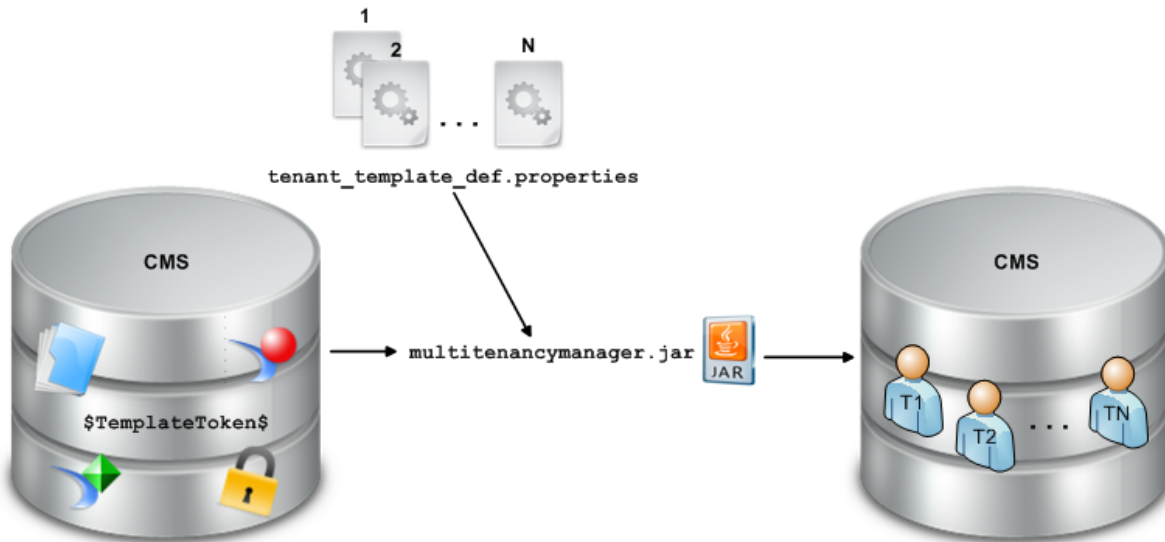 1
2
N
...
tenant_template_def.properties
CMS
CMS
multitenancymanager.jar
JAR
$TemplateToken$
T1
T2
...
TN